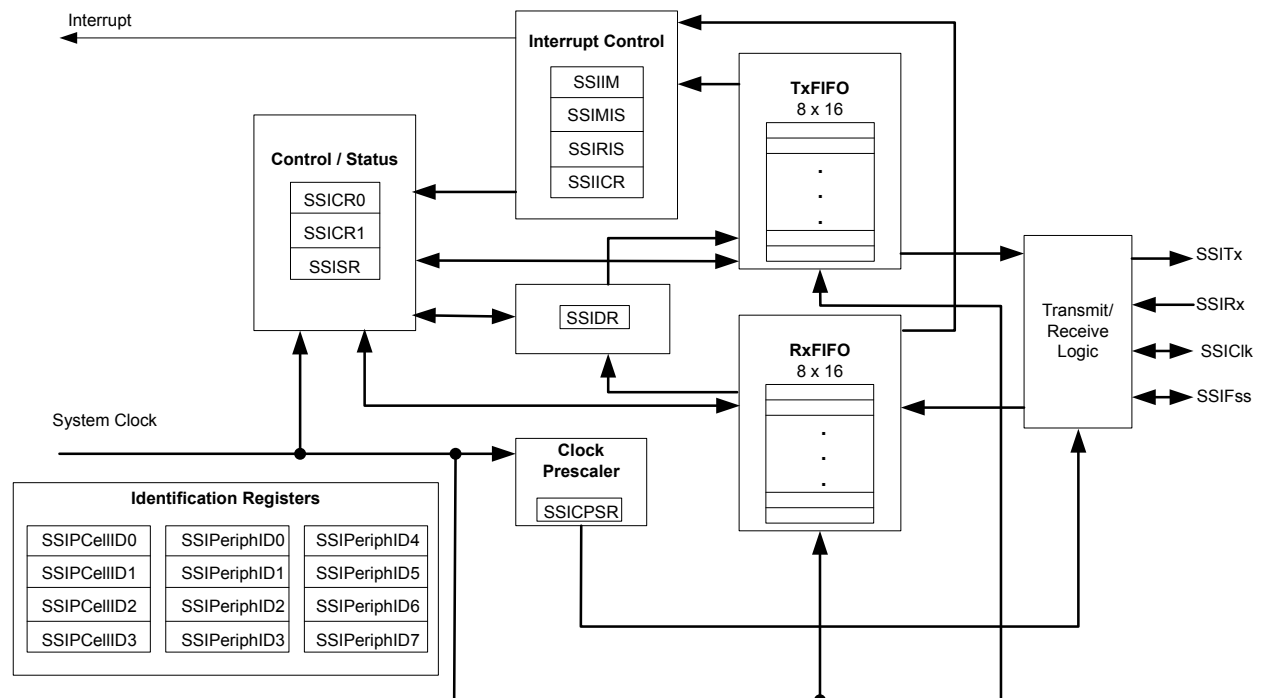 Interrupt
Interrupt Control
SSIIM
SSIMIS
SSIRIS
SSIICR
TxFIFO
8 x 16
.
.
.
Control / Status
SSICR0
SSICR1
SSISR
SSIDR
RxFIFO
8 x 16
.
.
.
Transmit/
Receive
Logic
SSITx
SSIRx
SSIClk
SSIFss
System Clock
Clock
Prescaler
SSICPSR
Identification Registers
SSIPCellID0 SSIPeriphID0 SSIPeriphID4
SSIPCellID1 SSIPeriphID1 SSIPeriphID5
SSIPCellID2 SSIPeriphID2 SSIPeriphID6
SSIPCellID3 SSIPeriphID3 SSIPeriphID7